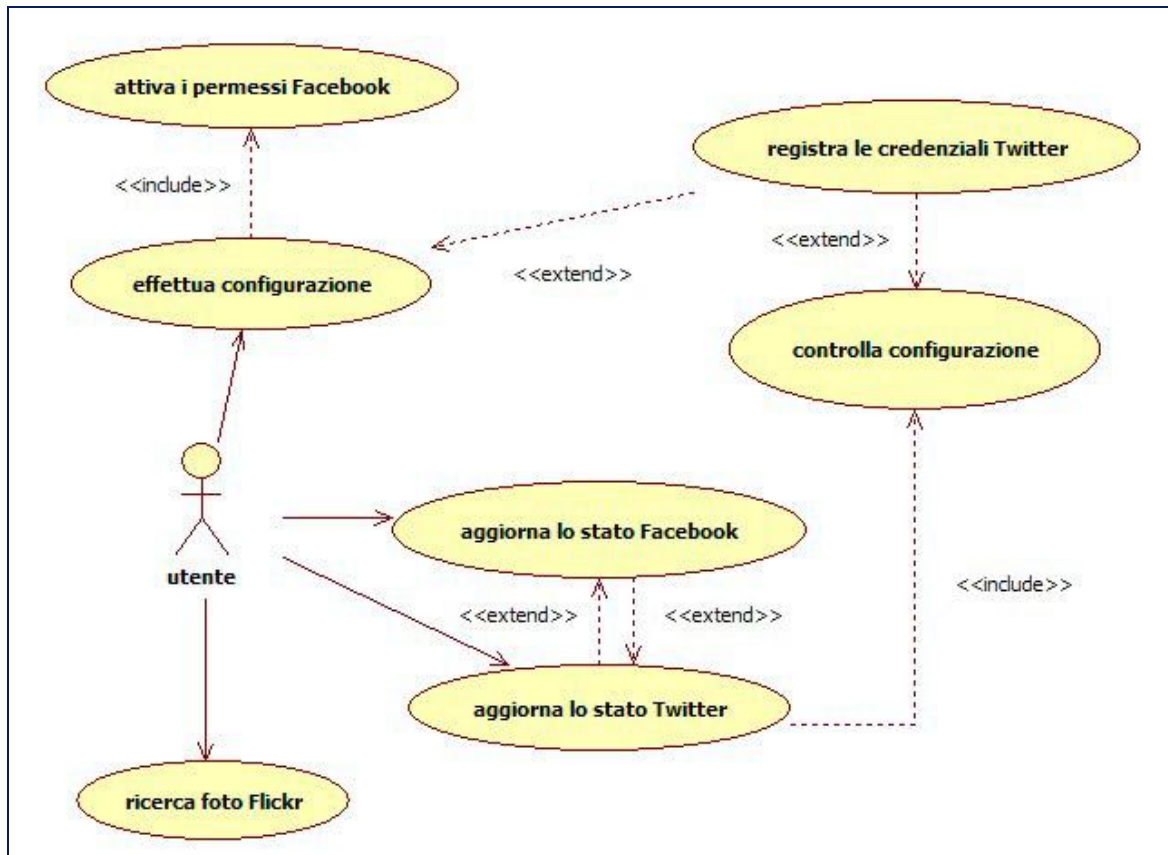 attiva i permessi Facebook
registra le credenziali Twitter
<<include>>
<<extend>>
<<extend>>
effettua configurazione
controlla configurazione
aggiorna lo stato Facebook
utente
<<include>>
<<extend>>
<<extend>>
aggiorna lo stato Twitter
ricerca foto Flickr